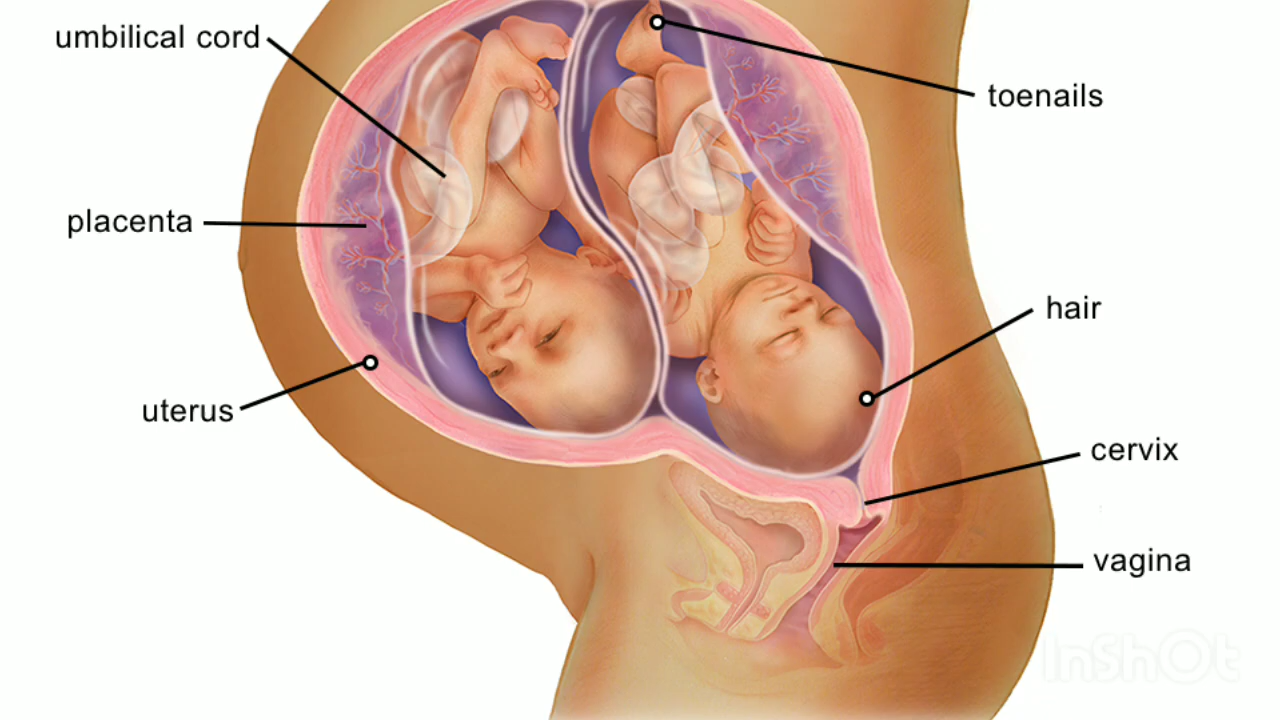 umbilical cord
toenails
placenta
hair
uterus
cervix
vagina
InShOt